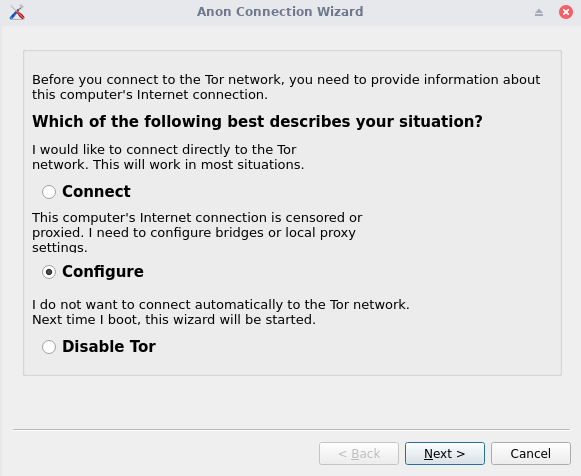 Anon Connection Wizard
Before you connect to the Tor network, you need to provide information about
this computer's Internet connection.
Which of the following best describes your situation?
I would like to connect directly to the Tor
network. This will work in most situations.
Connect
This computer's Internet connection is censored or
proxied. I need to configure bridges or local proxy
settings.
Configure
I do not want to connect automatically to the Tor network.
Next time I boot, this wizard will be started.
Disable Tor
< Back Next > Cancel